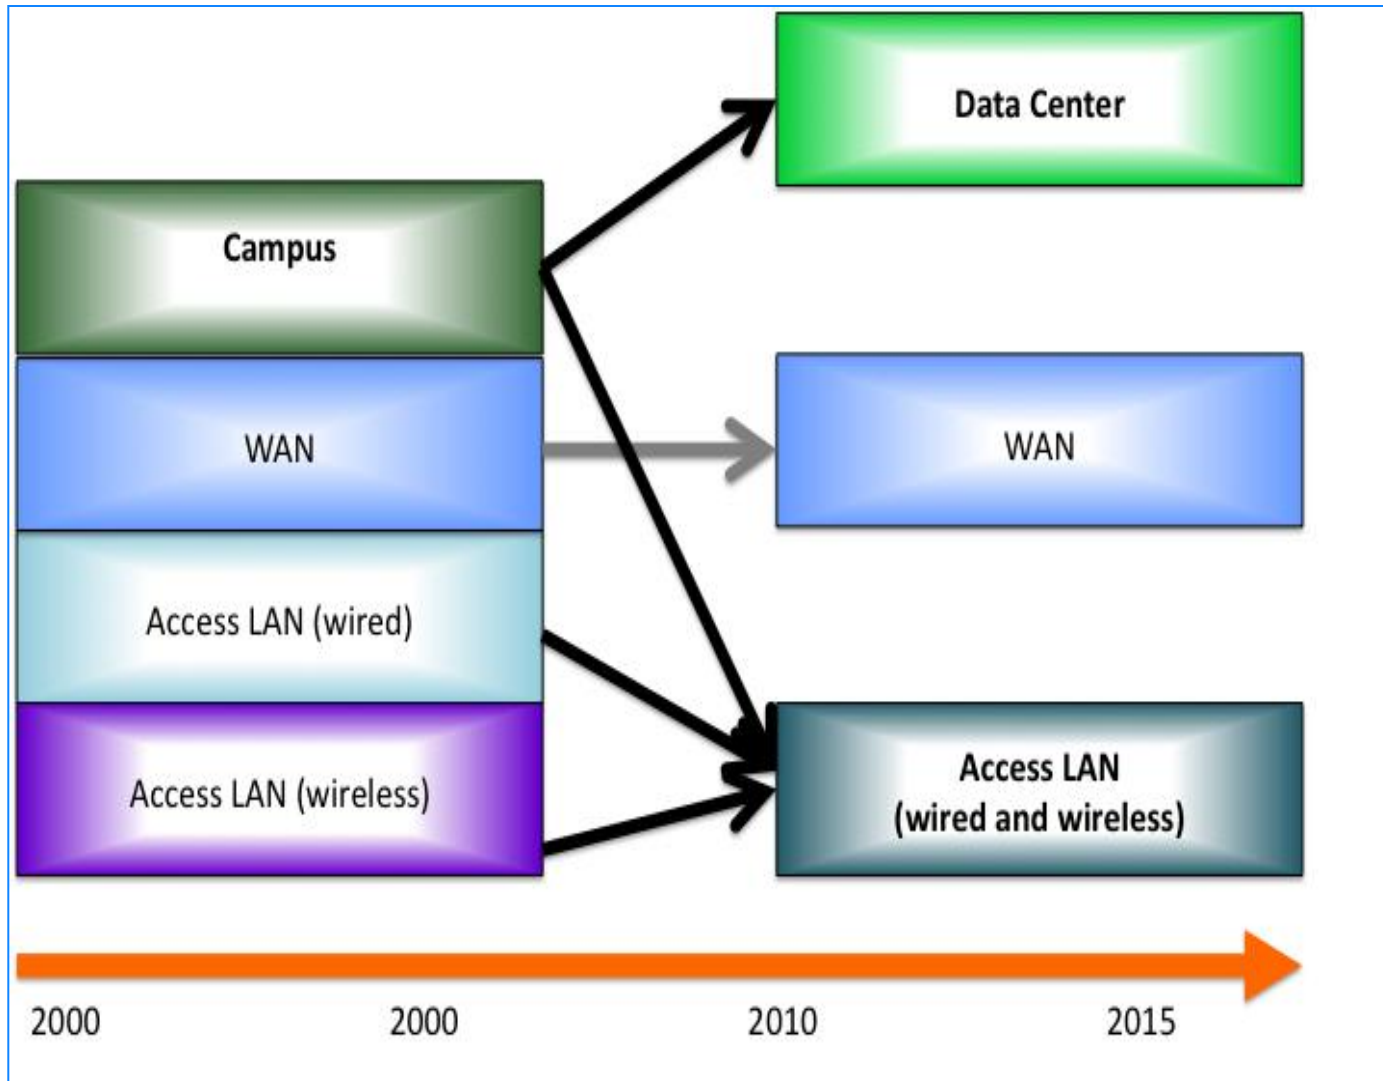 Data Center
Campus
WAN
WAN
Access LAN (wired)
Access LAN (wireless)
Access LAN
(wired and wireless)
2000
2000
2010
2015